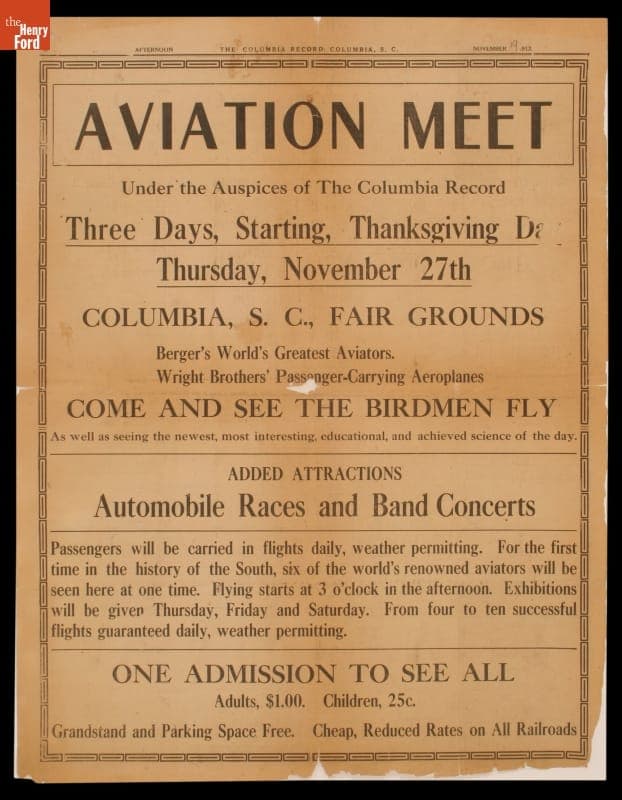 the
Henry
Ford
AFTERNOON THE COLUMBIA RECORD: COLUMBIA, S. C. NOVEMBER
AVIATION MEET
Under the Auspices of The Columbia Record
Three Days, Starting, Thanksgiving
Thursday, November 27th
COLUMBIA, S. C., FAIR GROUNDS
Berger's World's Greatest Aviators.
Wright Brothers' Passenger-Carrying Aeroplanes
COME AND SEE THE BIRDMEN FLY
As well as seeing the newest, most interesting, educational, and achieved science of the day.
ADDED ATTRACTIONS
Automobile Races and Band Concerts
Passengers will be carried in flights daily, weather permitting. For the first
time in the history of the South, six of the world's renowned aviators will be
seen here at one time. Flying starts at 3 o'clock in the afternoon. Exhibitions
will be given Thursday, Friday and Saturday. From four to ten successful
flights guaranteed daily, weather permitting.
ONE ADMISSION TO SEE ALL
Adults, $1.00. Children, 25c.
Grandstand and Parking Space Free. Cheap, Reduced Rates on All Railroads